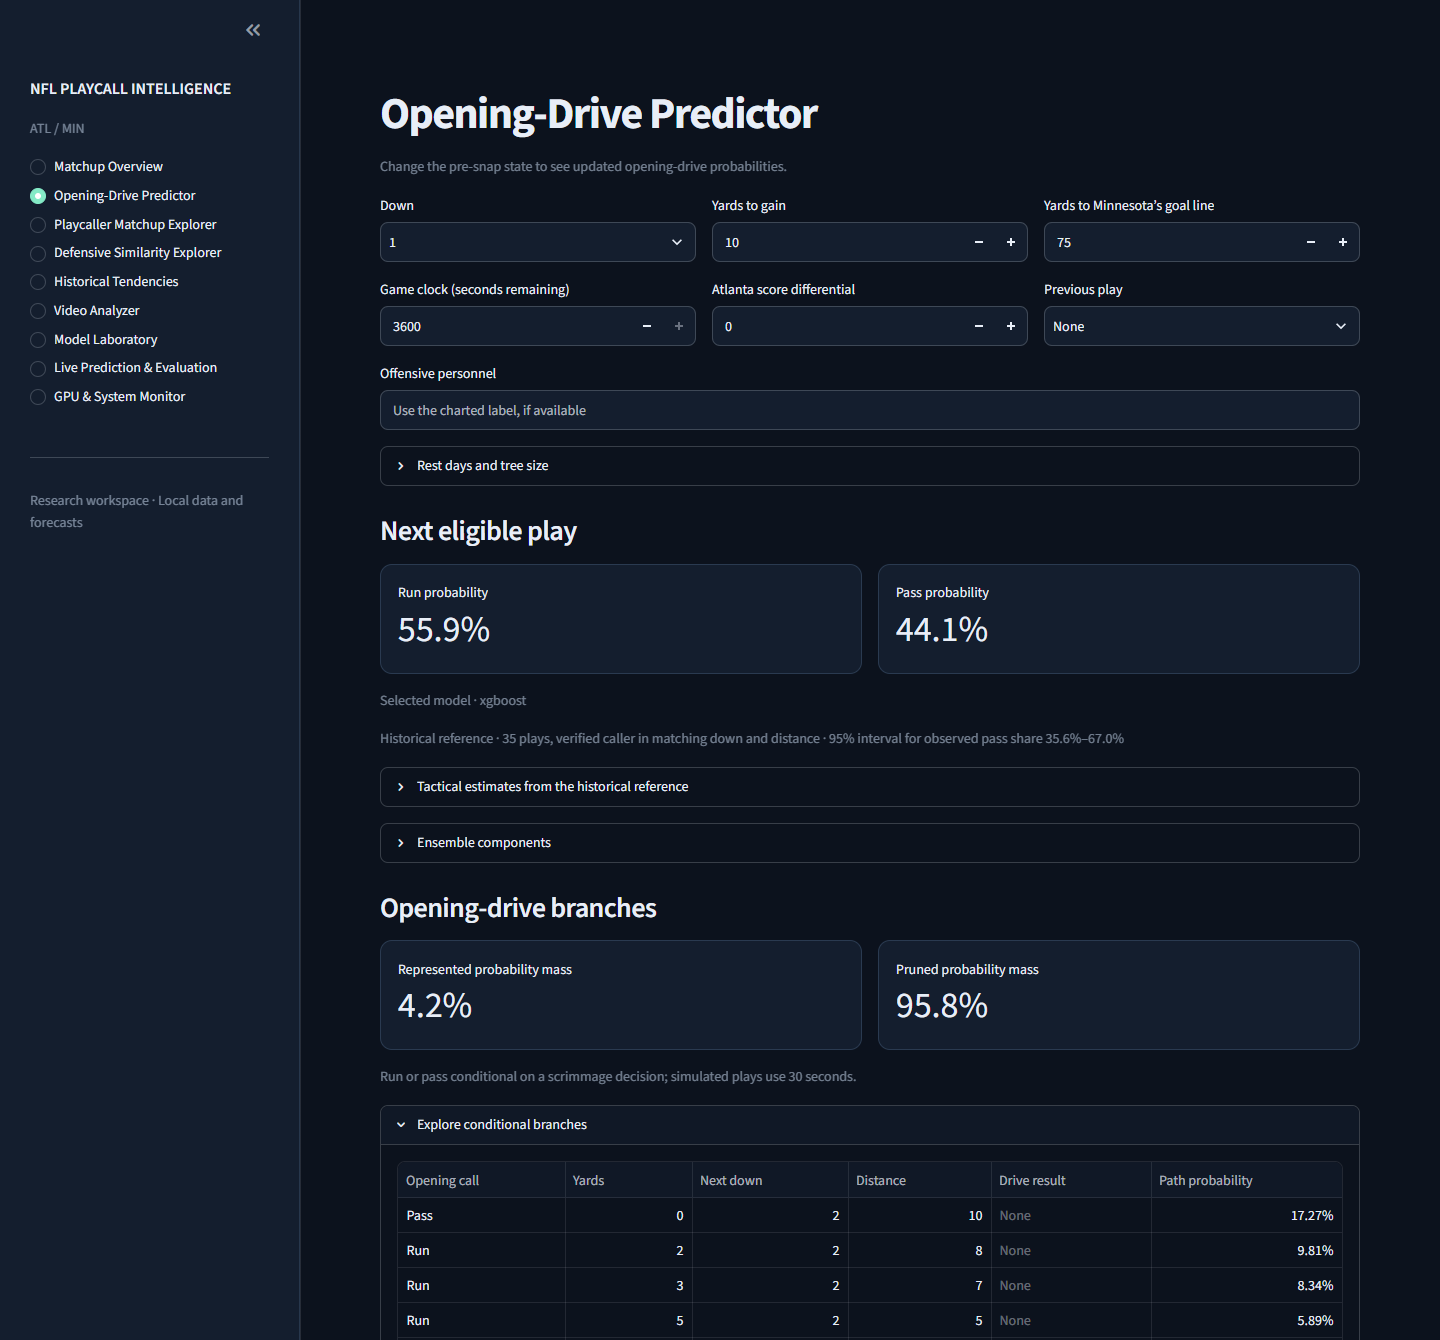 NFL PLAYCALL INTELLIGENCE
ATL / MIN
Matchup Overview
Opening-Drive Predictor
Playcaller Matchup Explorer
Defensive Similarity Explorer
Historical Tendencies
Video Analyzer
Model Laboratory
Live Prediction & Evaluation
GPU & System Monitor
Research workspace · Local data and
forecasts
Opening-Drive Predictor
Change the pre-snap state to see updated opening-drive probabilities.
Down Yards to gain Yards to Minnesota’s goal line
1 10 75
Game clock (seconds remaining) Atlanta score differential Previous play
3600 0 None
Offensive personnel
Use the charted label, if available
Rest days and tree size
Next eligible play
Run probability Pass probability
55.9% 44.1%
Selected model · xgboost
Historical reference · 35 plays, verified caller in matching down and distance · 95% interval for observed pass share 35.6%–67.0%
Tactical estimates from the historical reference
Ensemble components
Opening-drive branches
Represented probability mass Pruned probability mass
4.2% 95.8%
Run or pass conditional on a scrimmage decision; simulated plays use 30 seconds.
Explore conditional branches
Opening call Yards Next down Distance Drive result Path probability
Pass 0 2 10 None 17.27%
Run 2 2 8 None 9.81%
Run 3 2 7 None 8.34%
Run 5 2 5 None 5.89%